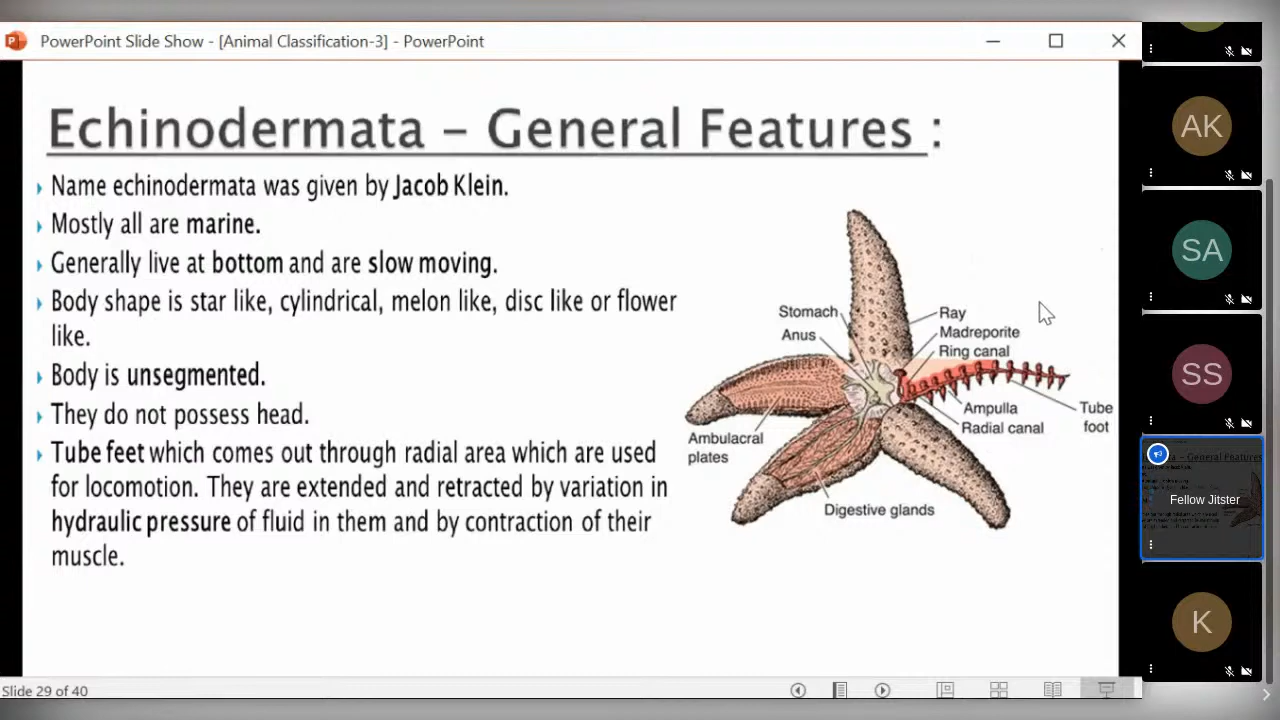 PowerPoint Slide Show - [Animal Classification-3] - PowerPoint
Echinodermata – General Features :
Name echinodermata was given by Jacob Klein.
Mostly all are marine.
Generally live at bottom and are slow moving.
Body shape is star like, cylindrical, melon like, disc like or flower
like.
Body is unsegmented.
They do not possess head.
Tube feet which comes out through radial area which are used
for locomotion. They are extended and retracted by variation in
hydraulic pressure of fluid in them and by contraction of their
muscle.
Stomach
Anus
Ray
Madreporite
Ring canal
Ampulla
Radial canal
Tube
foot
Ambulacral
plates
Digestive glands
AK
SA
SS
Fellow Jitster
K
Slide 29 of 40